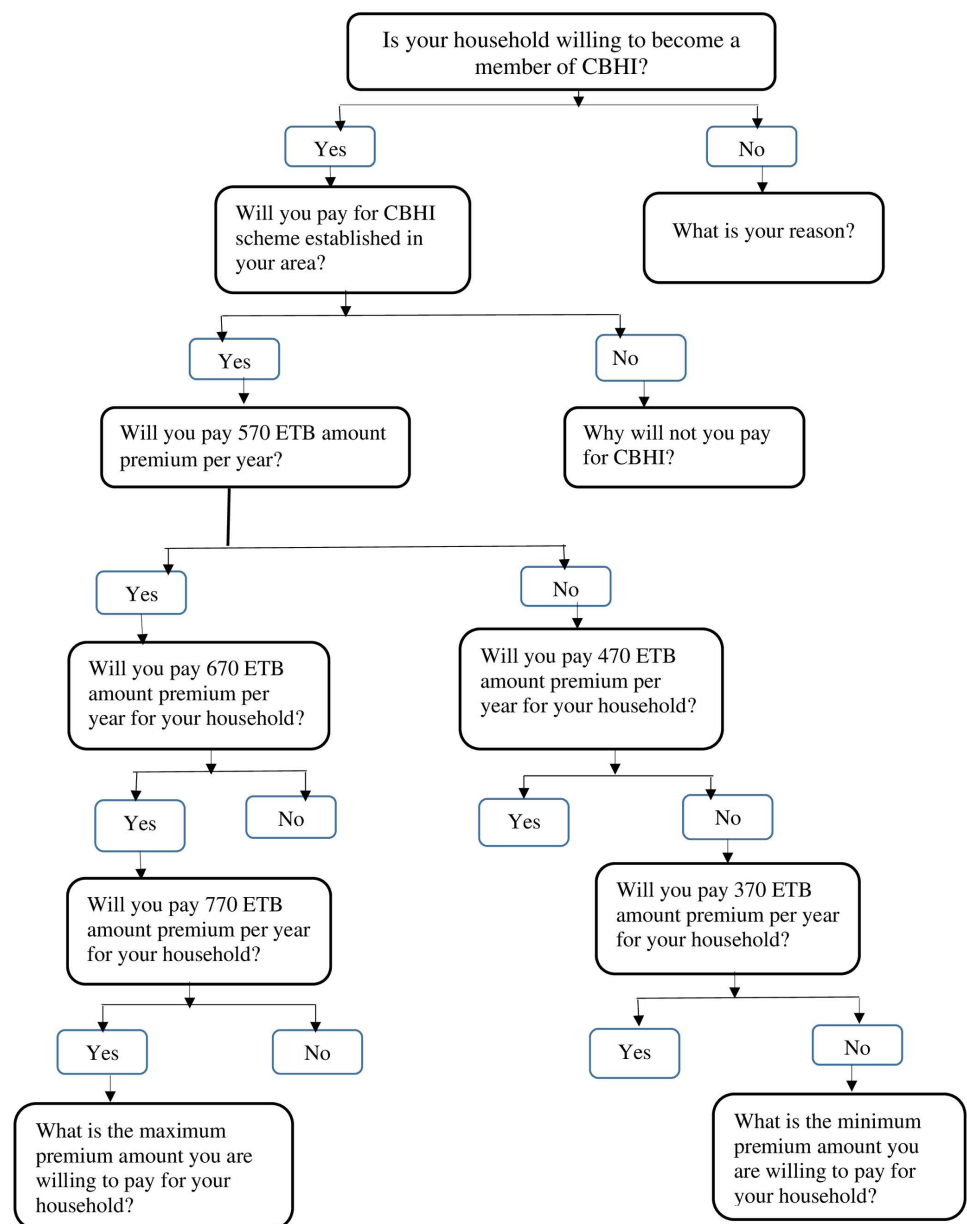 Is your household willing to become a
member of CBHI?
Yes
No
Will you pay for CBHI
scheme established in
your area?
What is your reason?
Yes
No
Will you pay 570 ETB amount
premium per year?
Why will not you pay
for CBHI?
Yes
No
Will you pay 670 ETB
amount premium per
year for your household?
Will you pay 470 ETB
amount premium per
year for your household?
Yes
No
Yes
No
Will you pay 770 ETB
amount premium per year
for your household?
Will you pay 370 ETB
amount premium per year
for your household?
Yes
No
Yes
No
What is the maximum
premium amount you are
willing to pay for your
household?
What is the minimum
premium amount you
are willing to pay for
your household?